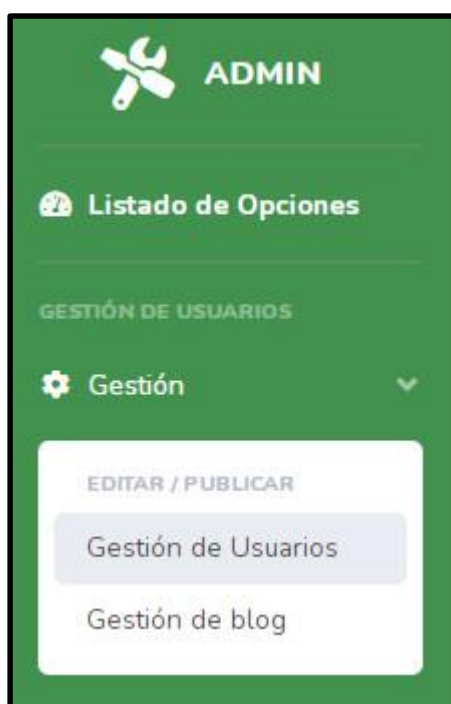 ADMIN
Listado de Opciones
GESTIÓN DE USUARIOS
Gestión
EDITAR / PUBLICAR
Gestión de Usuarios
Gestión de blog